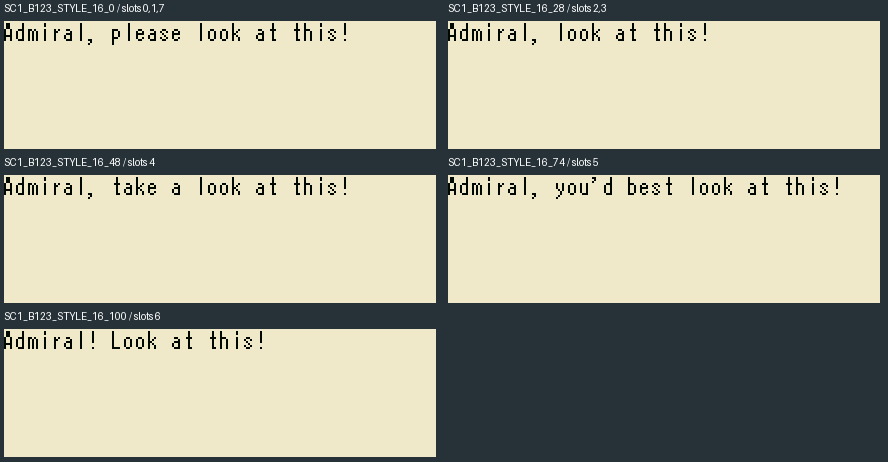 SC1_B123_STYLE_16_0 / slots 0,1,7
Admiral, please look at this!
SC1_B123_STYLE_16_28 / slots 2,3
Admiral, look at this!
SC1_B123_STYLE_16_48 / slots 4
Admiral, take a look at this!
SC1_B123_STYLE_16_74 / slots 5
Admiral, you'd best look at this!
SC1_B123_STYLE_16_100 / slots 6
Admiral! Look at this!